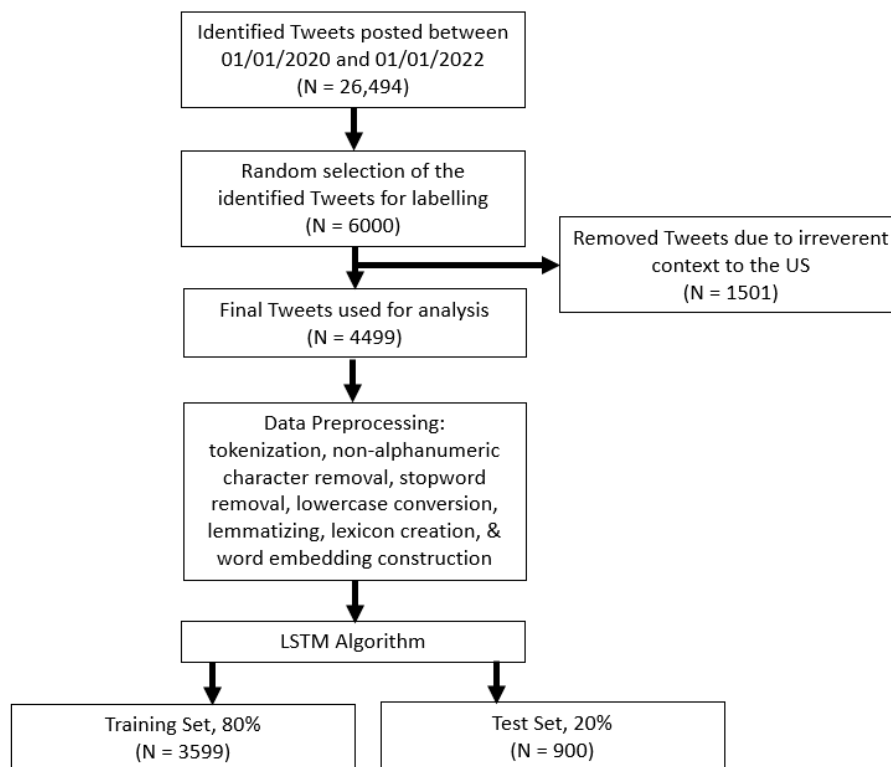 Identified Tweets posted between
01/01/2020 and 01/01/2022
(N = 26,494)
Random selection of the
identified Tweets for labelling
(N = 6000)
Removed Tweets due to irreverent
context to the US
(N = 1501)
Final Tweets used for analysis
(N = 4499)
Data Preprocessing:
tokenization, non-alphanumeric
character removal, stopword
removal, lowercase conversion,
lemmatizing, lexicon creation, &
word embedding construction
LSTM Algorithm
Training Set, 80%
(N = 3599)
Test Set, 20%
(N = 900)